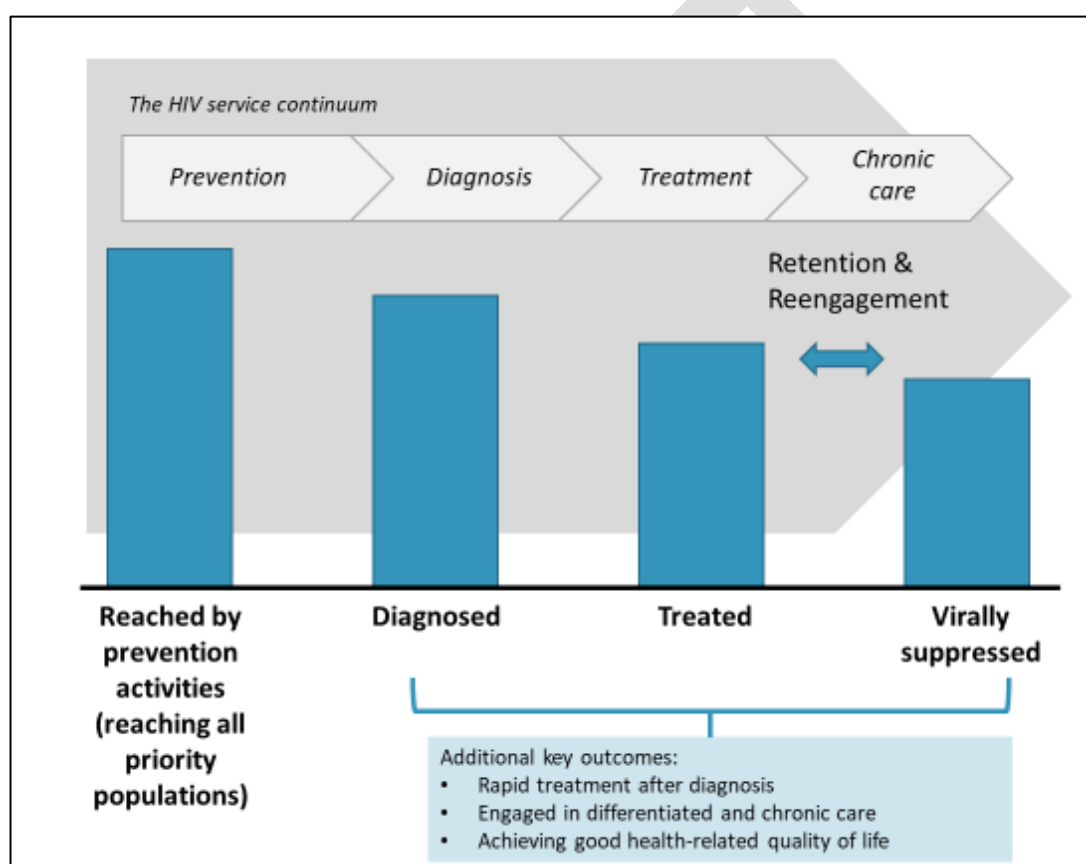 The HIV service continuum
Prevention
Diagnosis
Treatment
Chronic
care
Retention &
Reengagement
Reached by
prevention
activities
(reaching all
priority
populations)
Diagnosed
Treated
Virally
suppressed
Additional key outcomes:
• Rapid treatment after diagnosis
• Engaged in differentiated and chronic care
• Achieving good health-related quality of life